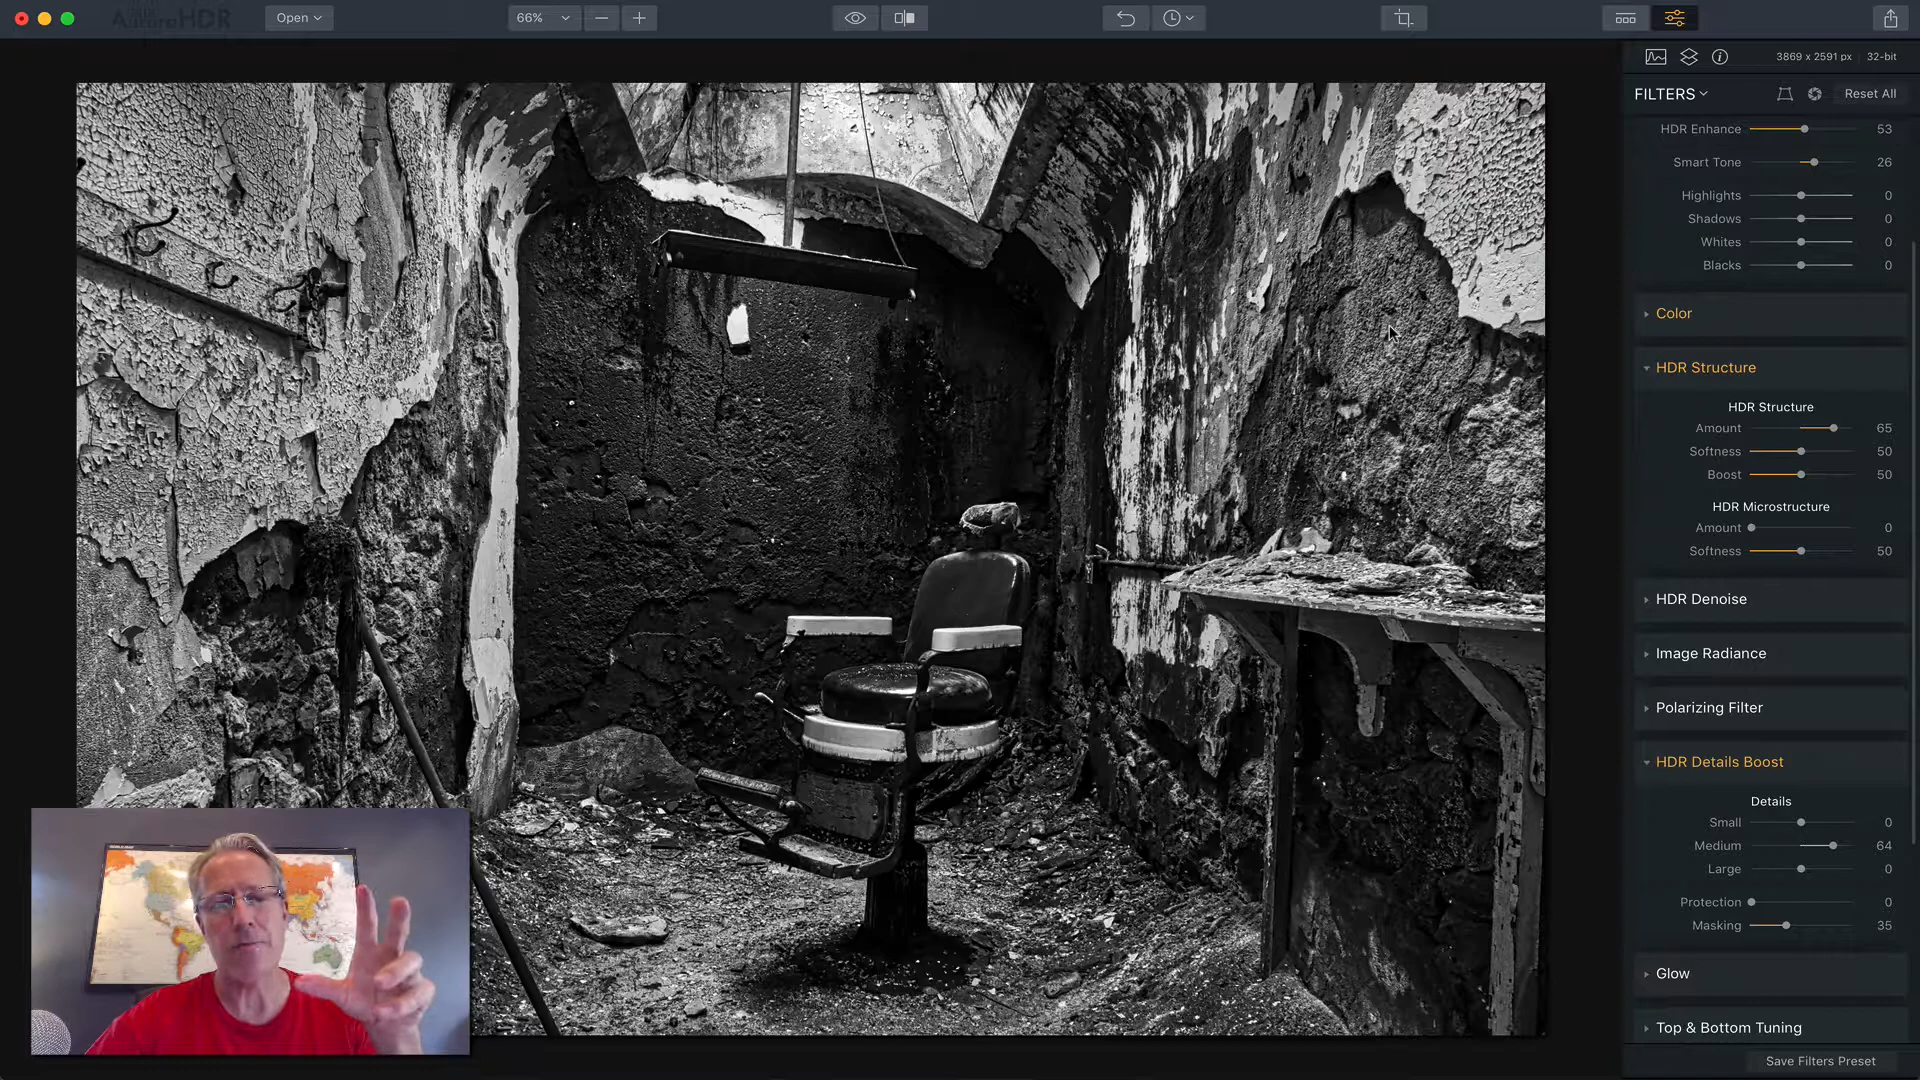 AuroraHDR
Open
66%
3869 x 2591 px
32-bit
FILTERS
Reset All
HDR Enhance 53
Smart Tone 26
Highlights 0
Shadows 0
Whites 0
Blacks 0
Color
HDR Structure
HDR Structure
Amount 65
Softness 50
Boost 50
HDR Microstructure
Amount 0
Softness 50
HDR Denoise
Image Radiance
Polarizing Filter
HDR Details Boost
Details
Small 0
Medium 64
Large 0
Protection 0
Masking 35
Glow
Top & Bottom Tuning
Save Filters Preset